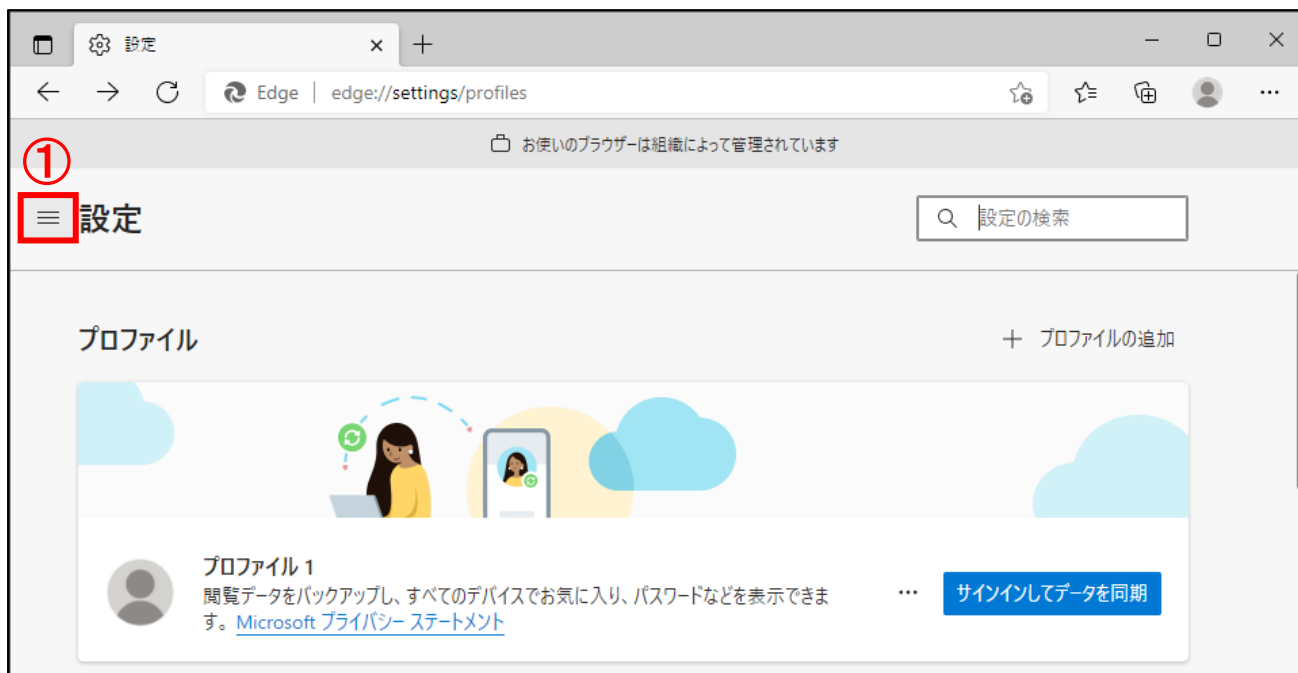 設定
Edge | edge://settings/profiles
お使いのブラウザーは組織によって管理されています
①
設定
設定の検索
プロファイル
プロファイルの追加
プロファイル 1
閲覧データをバックアップし、すべてのデバイスでお気に入り、パスワードなどを表示できま
す。Microsoft プライバシー ステートメント
サインインしてデータを同期